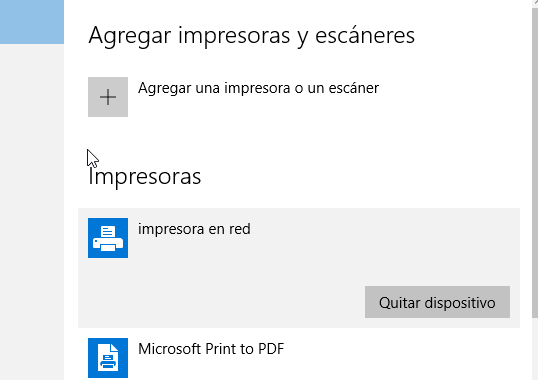 Agregar impresoras y escáneres
Agregar una impresora o un escáner
Impresoras
impresora en red
Quitar dispositivo
Microsoft Print to PDF